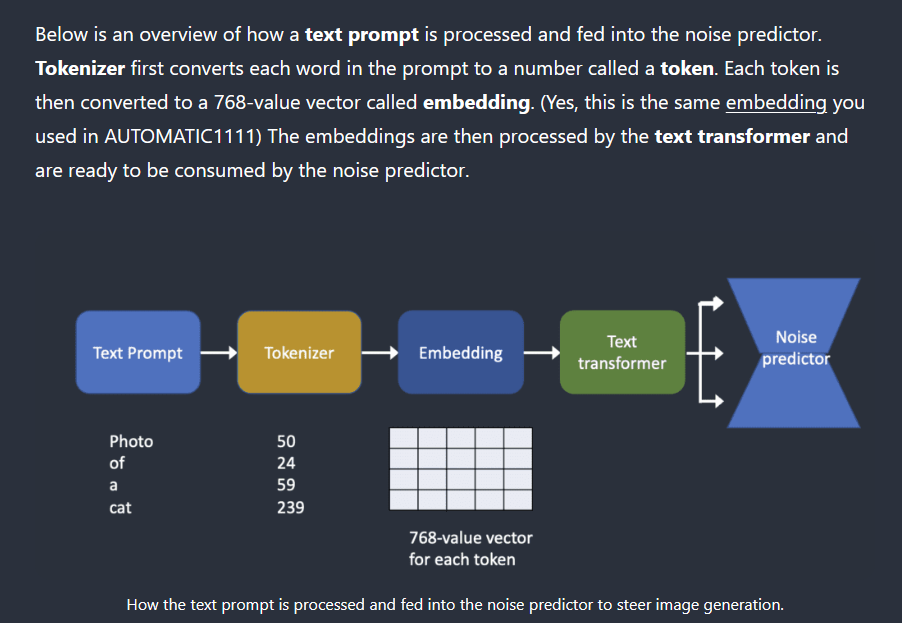 Below is an overview of how a text prompt is processed and fed into the noise predictor.
Tokenizer first converts each word in the prompt to a number called a token. Each token is
then converted to a 768-value vector called embedding. (Yes, this is the same embedding you
used in AUTOMATIC1111) The embeddings are then processed by the text transformer and
are ready to be consumed by the noise predictor.
Text Prompt
Tokenizer
Embedding
Text
transformer
Noise
predictor
Photo
of
a
cat
50
24
59
239
768-value vector
for each token
How the text prompt is processed and fed into the noise predictor to steer image generation.